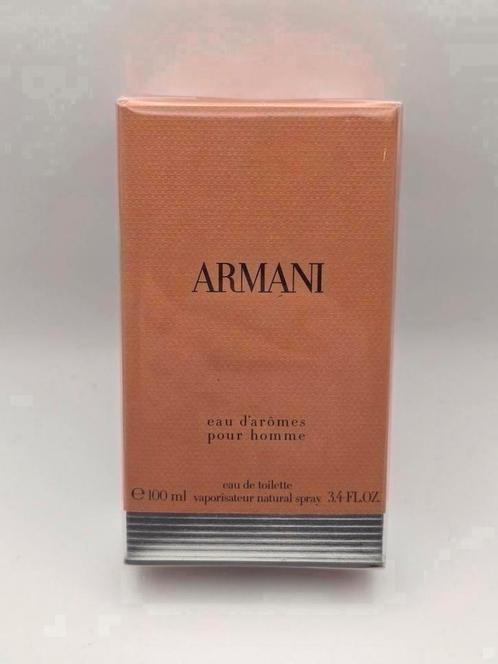 ARMANI
eau d'arômes
pour homme
eau de toilette
℮100 ml vaporisateur natural spray 3.4 FL.OZ.